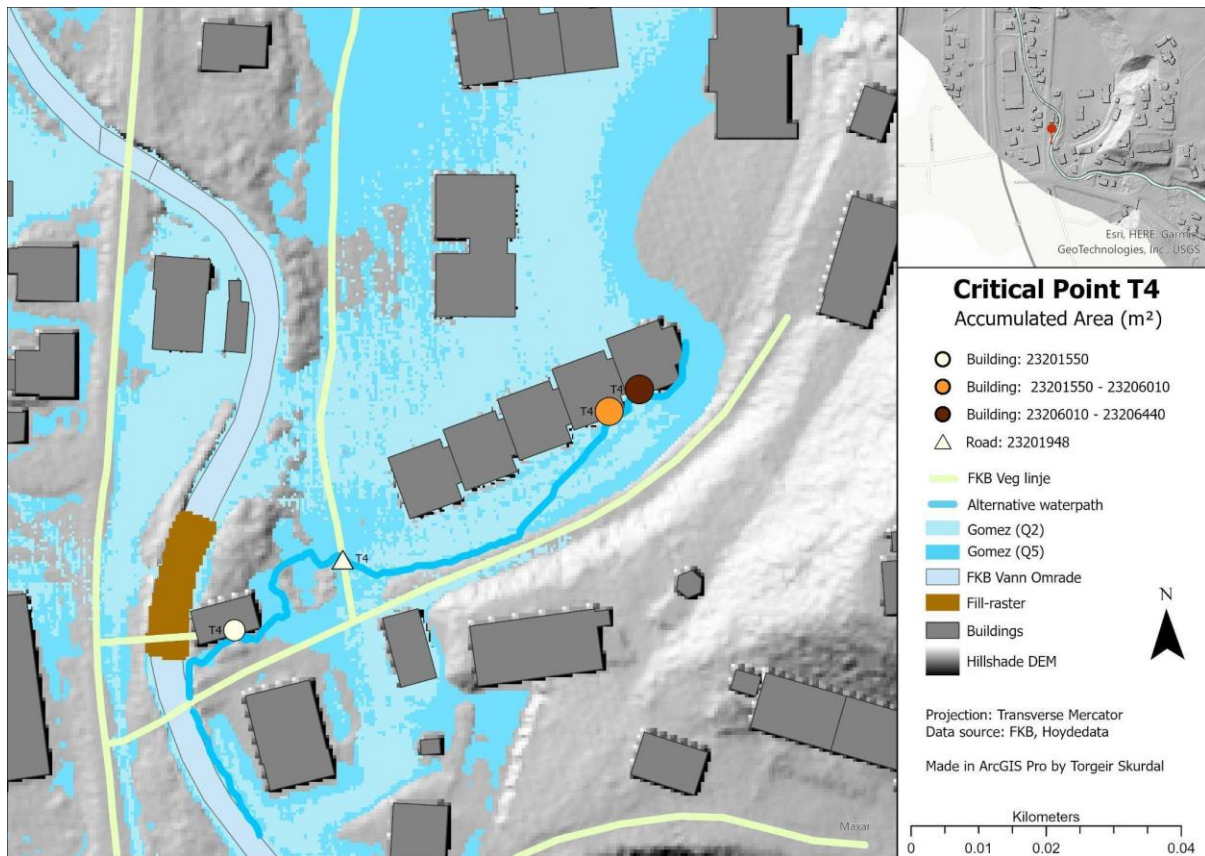 T4
T4
T4
T4
Maxar
Esri, HERE, Garmin,
GeoTechnologies, Inc., USGS
Critical Point T4
Accumulated Area (m²)
Building: 23201550
Building: 23201550 - 23206010
Building: 23206010 - 23206440
Road: 23201948
FKB Veg linje
Alternative waterpath
Gomez (Q2)
Gomez (Q5)
FKB Vann Omrade
Fill-raster
Buildings
Hillshade DEM
N
Projection: Transverse Mercator
Data source: FKB, Hoydedata
Made in ArcGIS Pro by Torgeir Skurdal
Kilometers
0 0.01 0.02 0.04